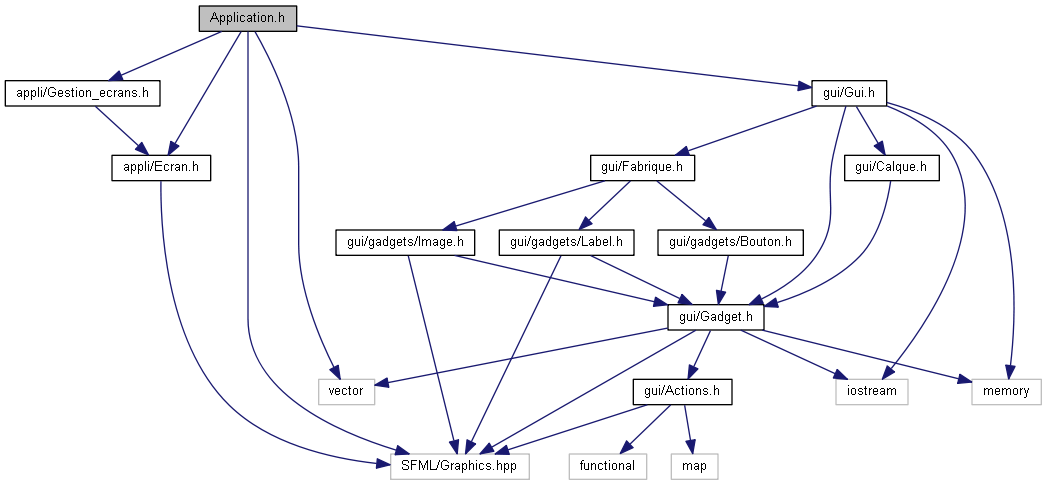 Application.h
appli/Gestion_ecrans.h
gui/Gui.h
appli/Ecran.h
gui/Fabrique.h
gui/Calque.h
gui/gadgets/Image.h
gui/gadgets/Label.h
gui/gadgets/Bouton.h
gui/Gadget.h
vector
gui/Actions.h
iostream
memory
SFML/Graphics.hpp
functional
map